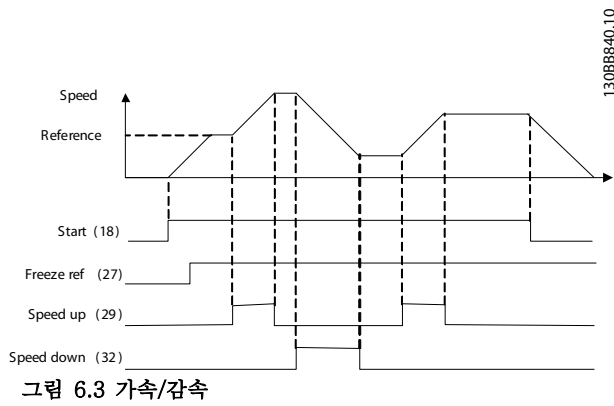 130BB840.10
Speed
Reference
Start (18)
Freeze ref (27)
Speed up (29)
Speed down (32)
그림 6.3 가속/감속